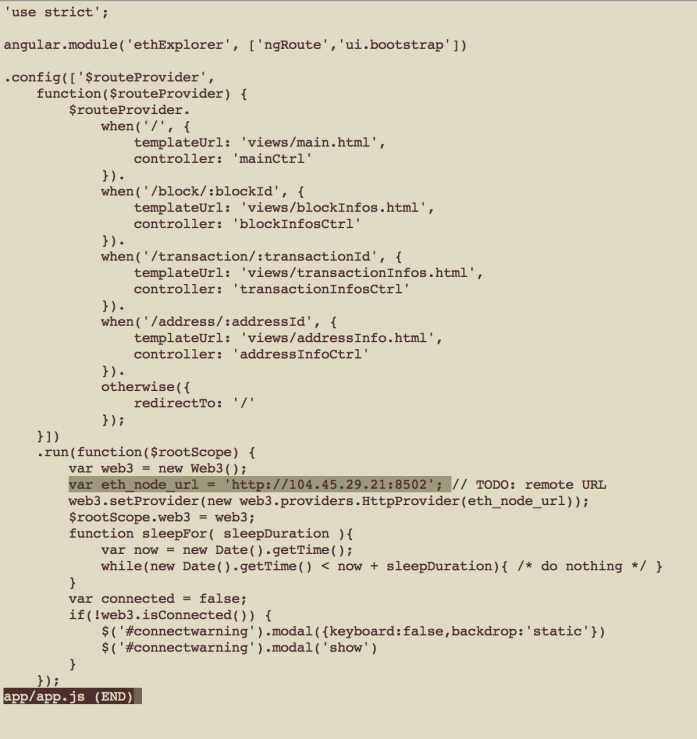 'use strict';
angular.module('ethExplorer', ['ngRoute','ui.bootstrap'])
.config(['$routeProvider',
    function($routeProvider) {
        $routeProvider.
            when('/', {
                templateUrl: 'views/main.html',
                controller: 'mainCtrl'
            }).
            when('/block/:blockId', {
                templateUrl: 'views/blockInfos.html',
                controller: 'blockInfosCtrl'
            }).
            when('/transaction/:transactionId', {
                templateUrl: 'views/transactionInfos.html',
                controller: 'transactionInfosCtrl'
            }).
            when('/address/:addressId', {
                templateUrl: 'views/addressInfo.html',
                controller: 'addressInfoCtrl'
            }).
            otherwise({
                redirectTo: '/'
            });
    }])
    .run(function($rootScope) {
        var web3 = new Web3();
        var eth_node_url = 'http://104.45.29.21:8502'; // TODO: remote URL
        web3.setProvider(new web3.providers.HttpProvider(eth_node_url));
        $rootScope.web3 = web3;
        function sleepFor( sleepDuration ){
            var now = new Date().getTime();
            while(new Date().getTime() < now + sleepDuration){ /* do nothing */ }
        }
        var connected = false;
        if(!web3.isConnected()) {
            $('#connectwarning').modal({keyboard:false,backdrop:'static'})
            $('#connectwarning').modal('show')
        }
    });
app/app.js (END)